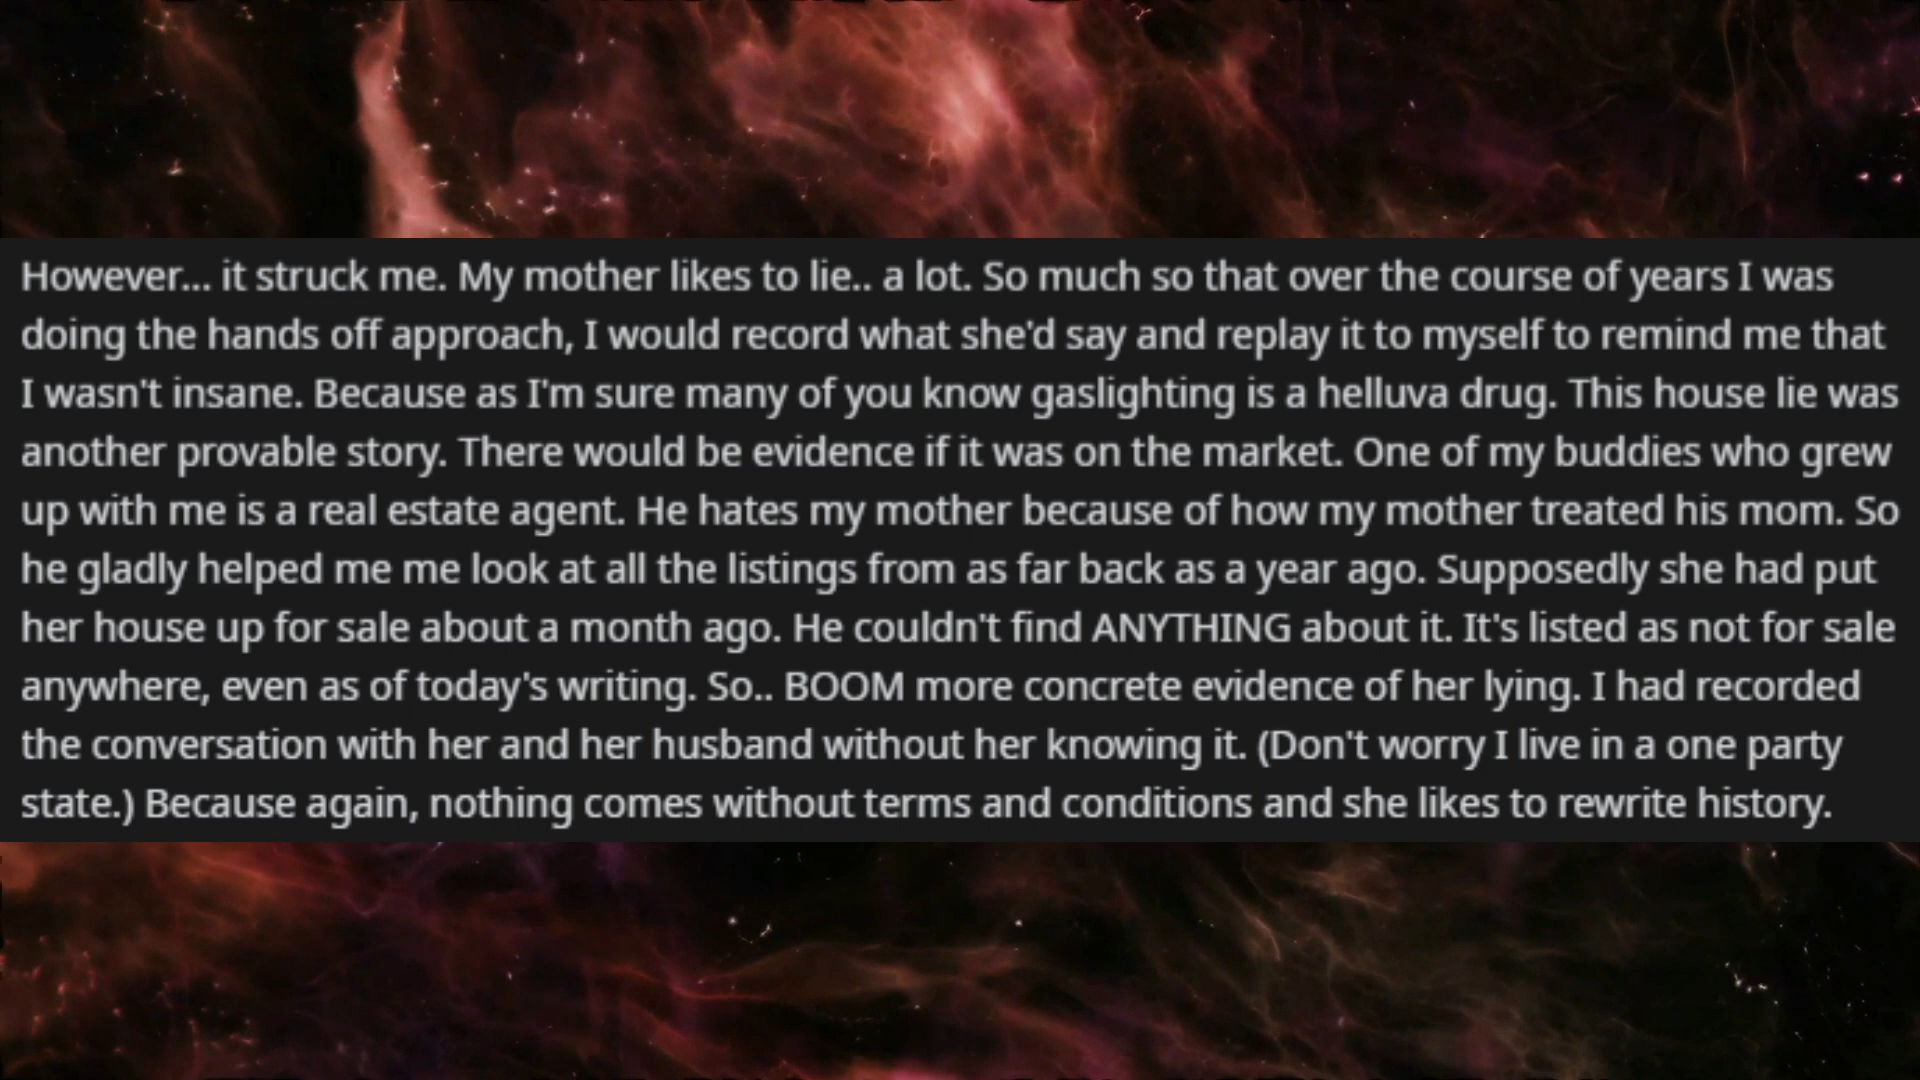 However... it struck me. My mother likes to lie.. a lot. So much so that over the course of years I was
doing the hands off approach, I would record what she'd say and replay it to myself to remind me that
I wasn't insane. Because as I'm sure many of you know gaslighting is a helluva drug. This house lie was
another provable story. There would be evidence if it was on the market. One of my buddies who grew
up with me is a real estate agent. He hates my mother because of how my mother treated his mom. So
he gladly helped me me look at all the listings from as far back as a year ago. Supposedly she had put
her house up for sale about a month ago. He couldn't find ANYTHING about it. It's listed as not for sale
anywhere, even as of today's writing. So.. BOOM more concrete evidence of her lying. I had recorded
the conversation with her and her husband without her knowing it. (Don't worry I live in a one party
state.) Because again, nothing comes without terms and conditions and she likes to rewrite history.